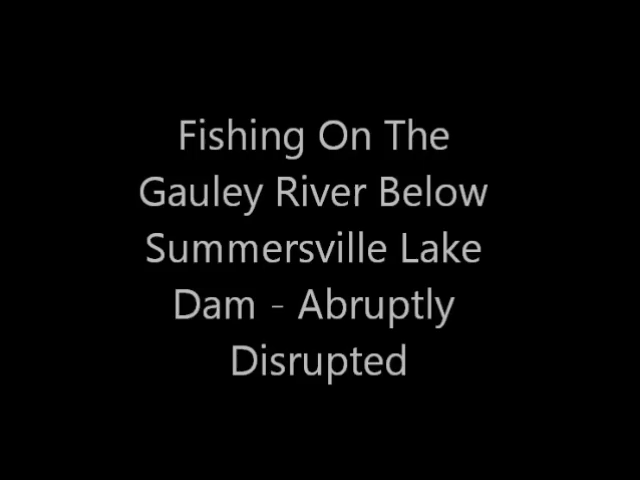 Fishing On The
Gauley River Below
Summersville Lake
Dam - Abruptly
Disrupted